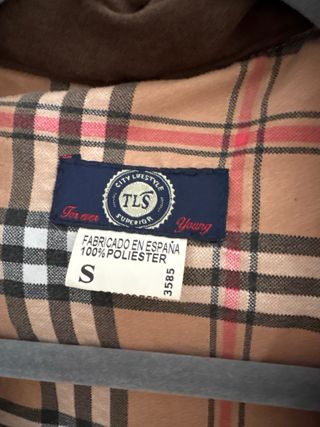 CITY LIFESTYLE
TLS
SUPERIOR
Forever Young
FABRICADO EN ESPAÑA
100% POLIESTER
S
3585